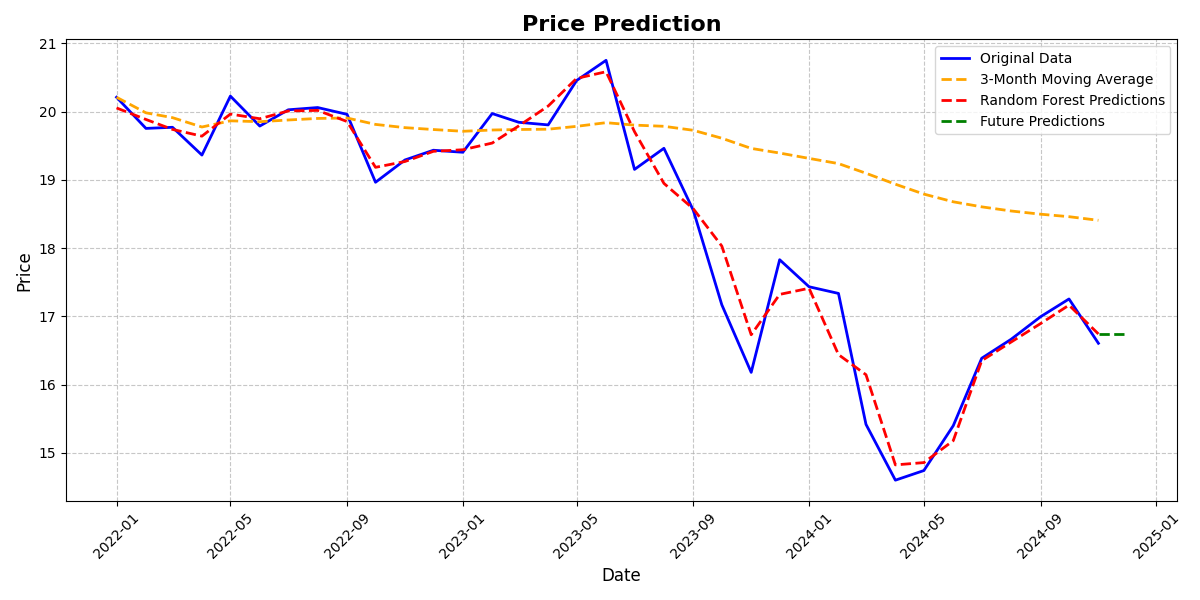 Price Prediction
Original Data
3-Month Moving Average
Random Forest Predictions
Future Predictions
Price
21
20
19
18
17
16
15
2022-01
2022-05
2022-09
2023-01
2023-05
2023-09
2024-01
2024-05
2024-09
2025-01
Date